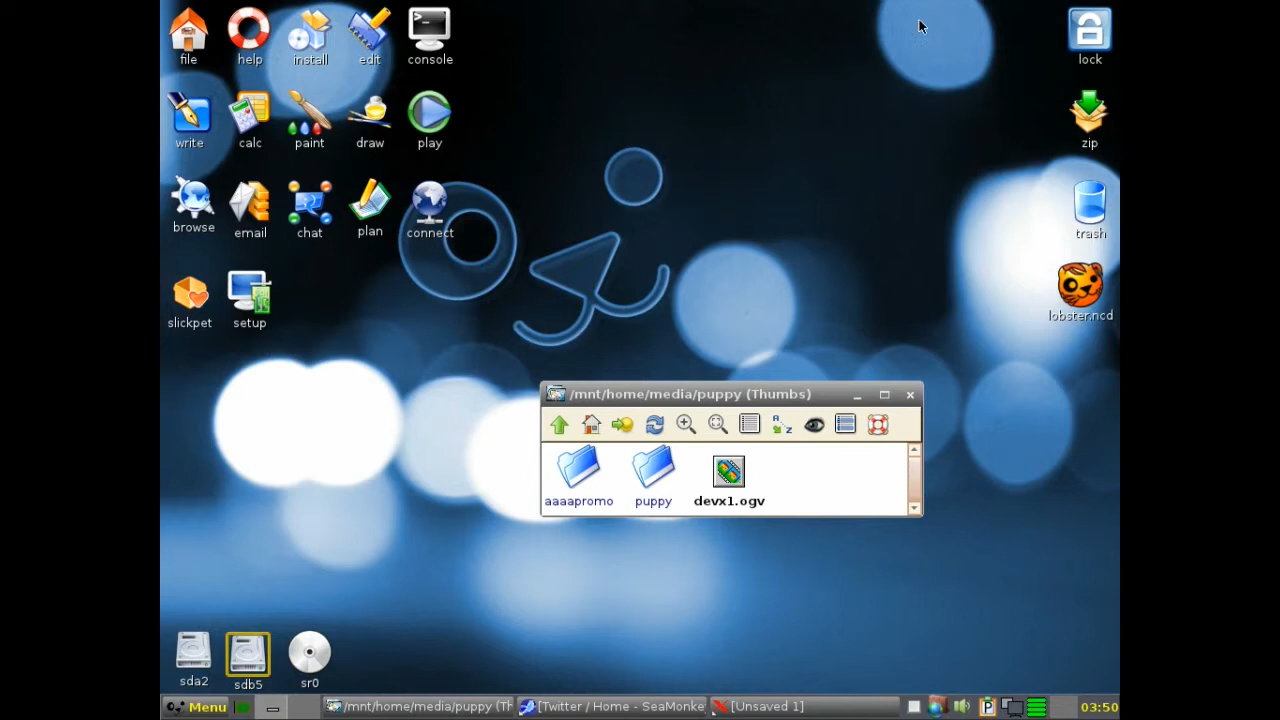 file help install edit console lock
write calc paint draw play zip
browse email chat plan connect trash
slickpet setup lobster.ncd
/mnt/home/media/puppy (Thumbs)
A
Z
aaaapromo puppy devx1.ogv
sda2 sdb5 sr0
Menu /mnt/home/media/puppy (Th [Twitter / Home - SeaMonke [Unsaved 1] P 03:50